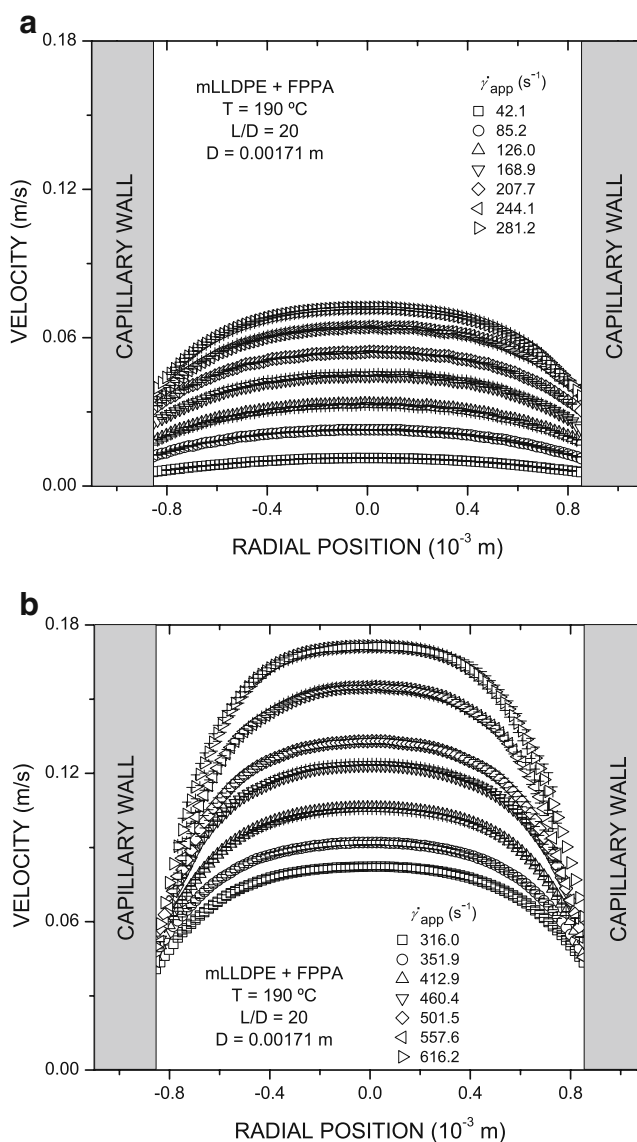 a
0.18
0.12
0.06
0.00
VELOCITY (m/s)
CAPILLARY WALL
mLLDPE + FPPA
T = 190 ºC
L/D = 20
D = 0.00171 m
γ̇app (s⁻¹)
42.1
85.2
126.0
168.9
207.7
244.1
281.2
CAPILLARY WALL
-0.8 -0.4 0.0 0.4 0.8
RADIAL POSITION (10⁻³ m)
b
0.18
0.12
0.06
0.00
VELOCITY (m/s)
CAPILLARY WALL
mLLDPE + FPPA
T = 190 ºC
L/D = 20
D = 0.00171 m
γ̇app (s⁻¹)
316.0
351.9
412.9
460.4
501.5
557.6
616.2
CAPILLARY WALL
-0.8 -0.4 0.0 0.4 0.8
RADIAL POSITION (10⁻³ m)